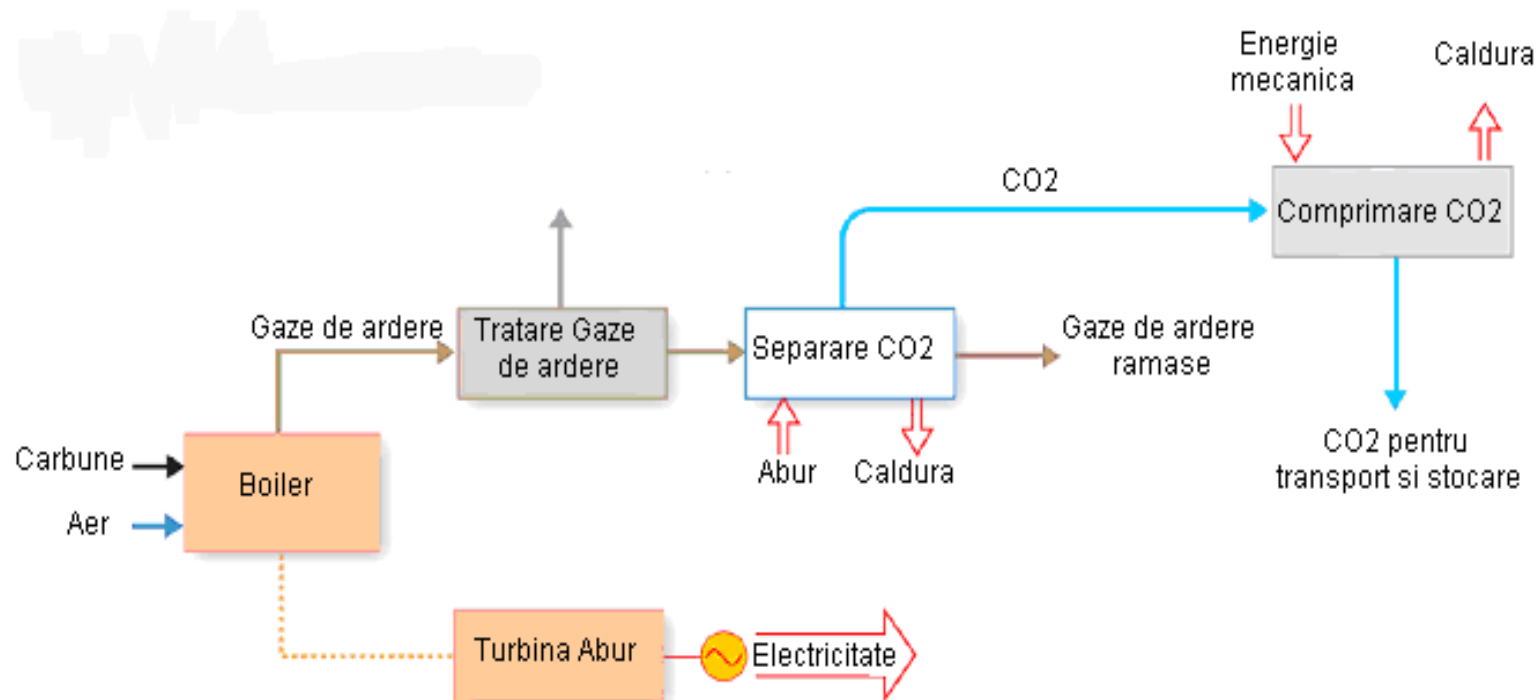 Energie
mecanica
Caldura
CO2
Comprimare CO2
Gaze de ardere
Tratare Gaze
de ardere
Separare CO2
Gaze de ardere
ramase
Carbune
Boiler
Aer
Abur
Caldura
CO2 pentru
transport si stocare
Turbina Abur
Electricitate